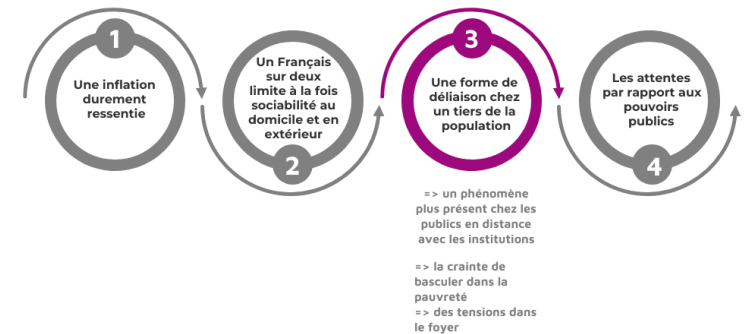 1
Une inflation
durement
ressentie
Un Français
sur deux
limite à la fois
sociabilité au
domicile et en
extérieur
2
3
Une forme de
déliaison chez
un tiers de la
population
Les attentes
par rapport aux
pouvoirs
publics
4
=> un phénomène
plus présent chez les
publics en distance
avec les institutions
=> la crainte de
basculer dans la
pauvreté
=> des tensions dans
le foyer